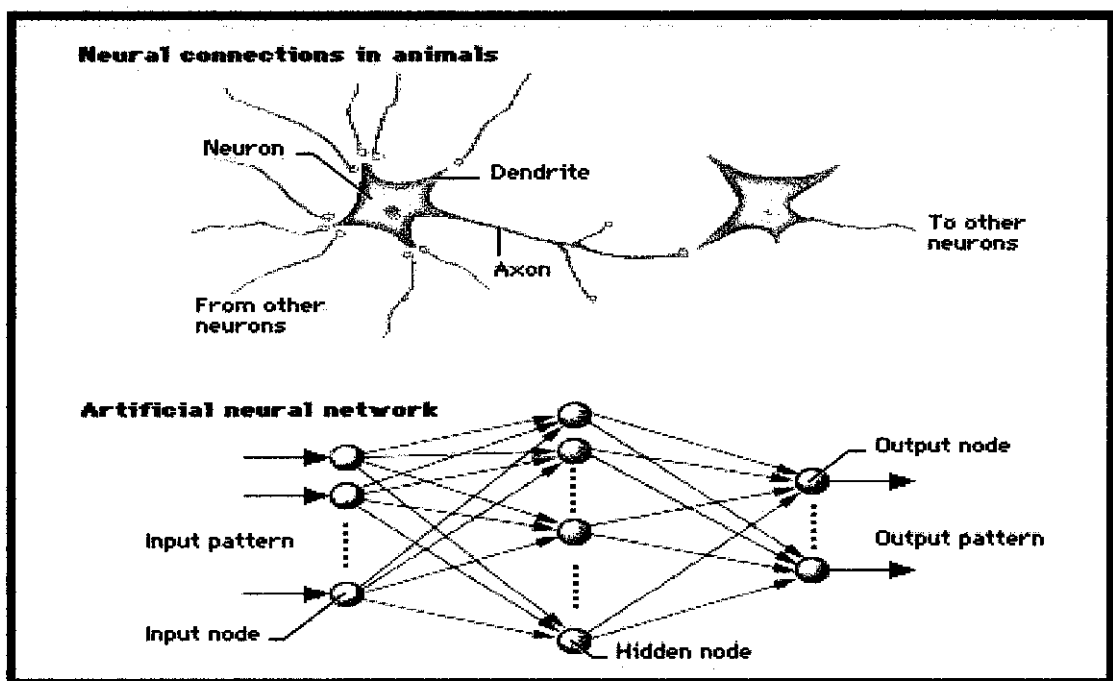 Neural connections in animals
Neuron
Dendrite
To other
neurons
Axon
From other
neurons
Artificial neural network
Output node
Input pattern
Output pattern
Input node
Hidden node